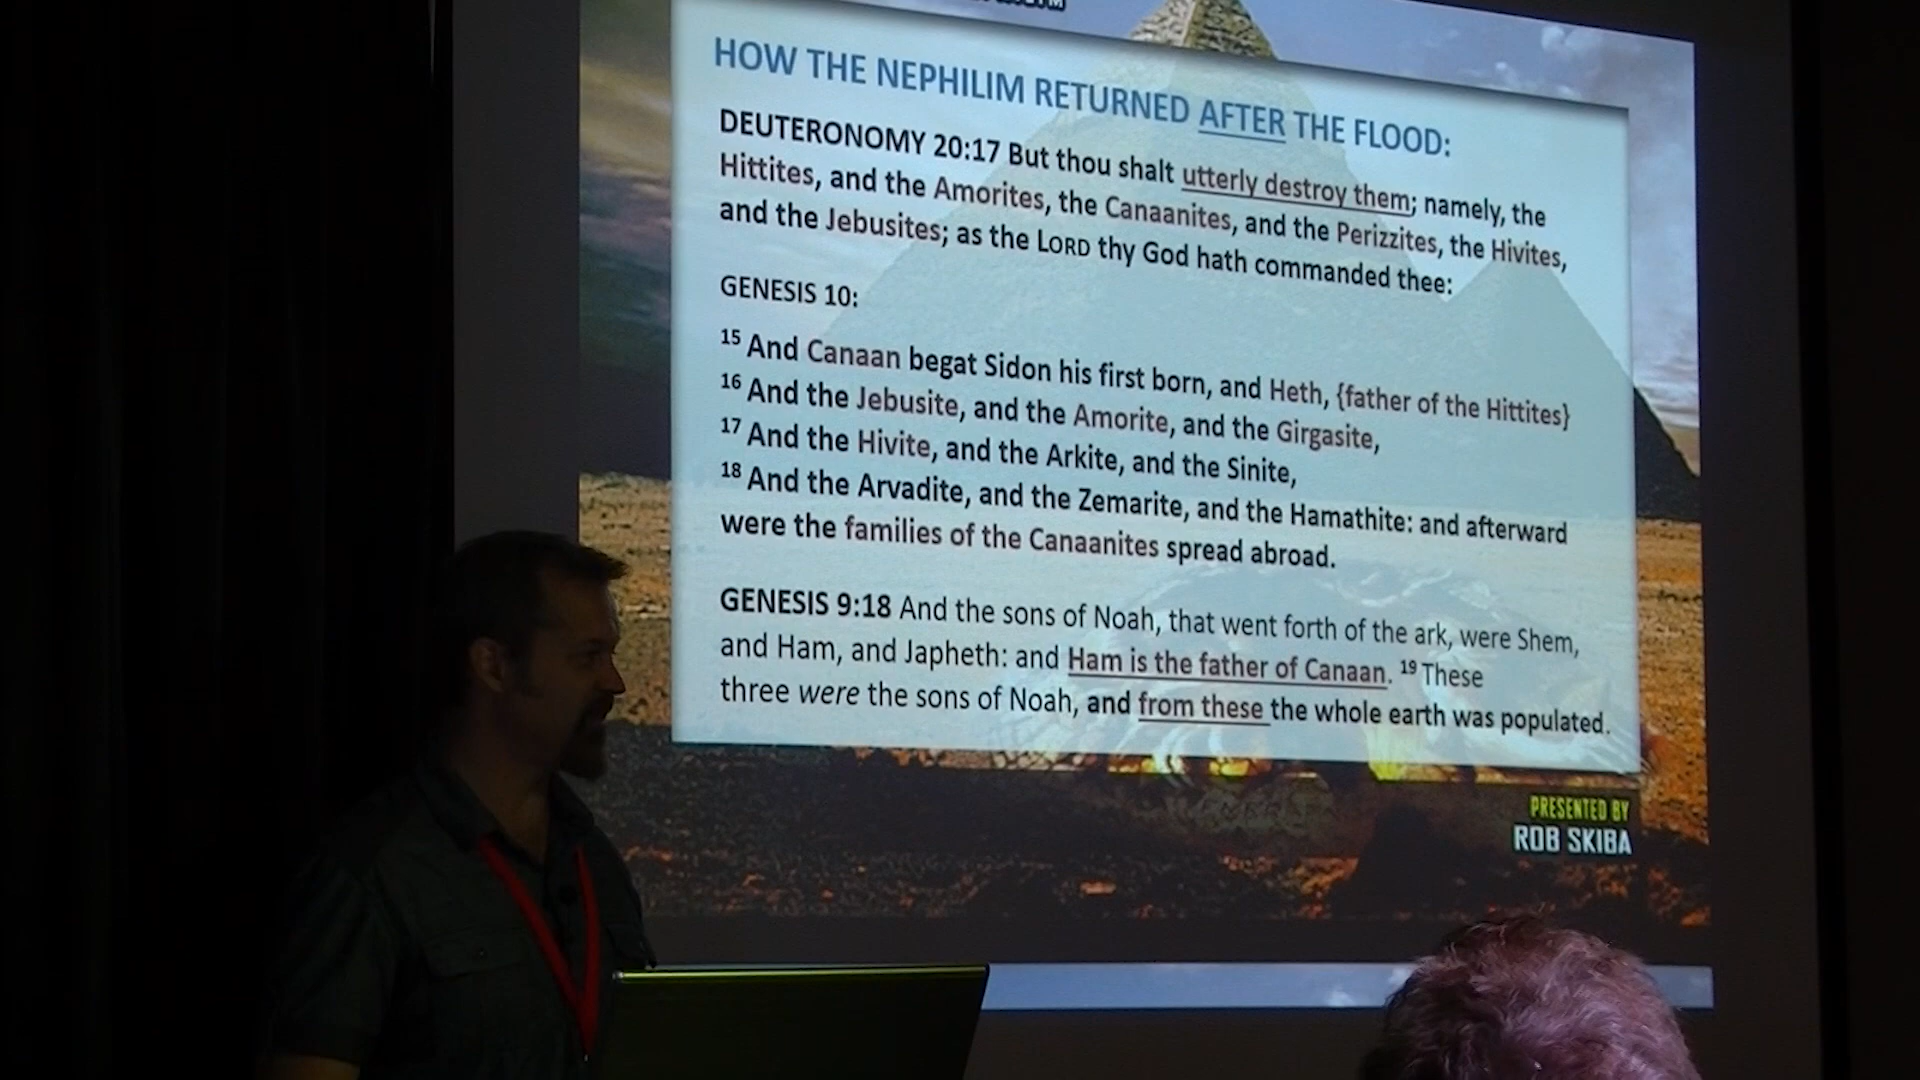 HOW THE NEPHILIM RETURNED AFTER THE FLOOD:
DEUTERONOMY 20:17 But thou shalt utterly destroy them; namely, the
Hittites, and the Amorites, the Canaanites, and the Perizzites, the Hivites,
and the Jebusites; as the LORD thy God hath commanded thee:
GENESIS 10:
15 And Canaan begat Sidon his first born, and Heth, {father of the Hittites}
16 And the Jebusite, and the Amorite, and the Girgasite,
17 And the Hivite, and the Arkite, and the Sinite,
18 And the Arvadite, and the Zemarite, and the Hamathite: and afterward
were the families of the Canaanites spread abroad.
GENESIS 9:18 And the sons of Noah, that went forth of the ark, were Shem,
and Ham, and Japheth: and Ham is the father of Canaan. 19 These
three were the sons of Noah, and from these the whole earth was populated.
PRESENTED BY
ROB SKIBA